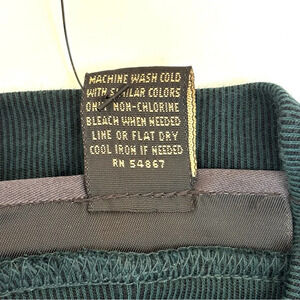 MACHINE WASH COLD
WITH SIMILAR COLORS
ONLY NON-CHLORINE
BLEACH WHEN NEEDED
LINE OR FLAT DRY
COOL IRON IF NEEDED
RN 54867